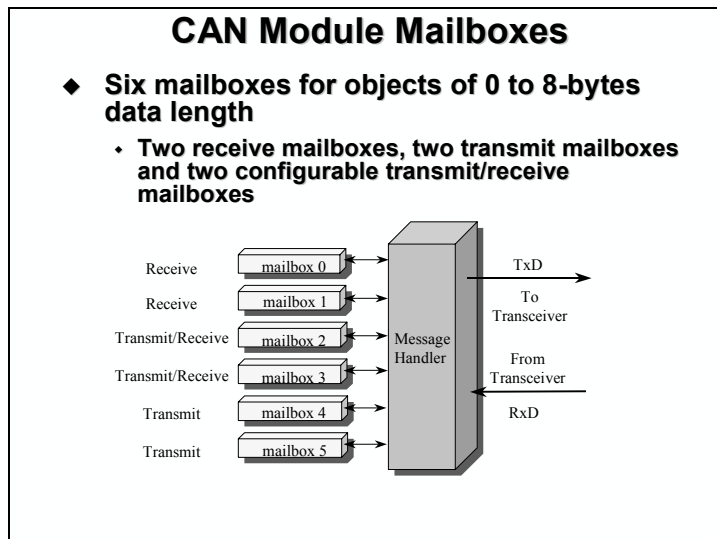 CAN Module Mailboxes
Six mailboxes for objects of 0 to 8-bytes
data length
Two receive mailboxes, two transmit mailboxes
and two configurable transmit/receive
mailboxes
Receive
mailbox 0
Receive
mailbox 1
Transmit/Receive
mailbox 2
Transmit/Receive
mailbox 3
Transmit
mailbox 4
Transmit
mailbox 5
Message
Handler
TxD
To
Transceiver
From
Transceiver
RxD